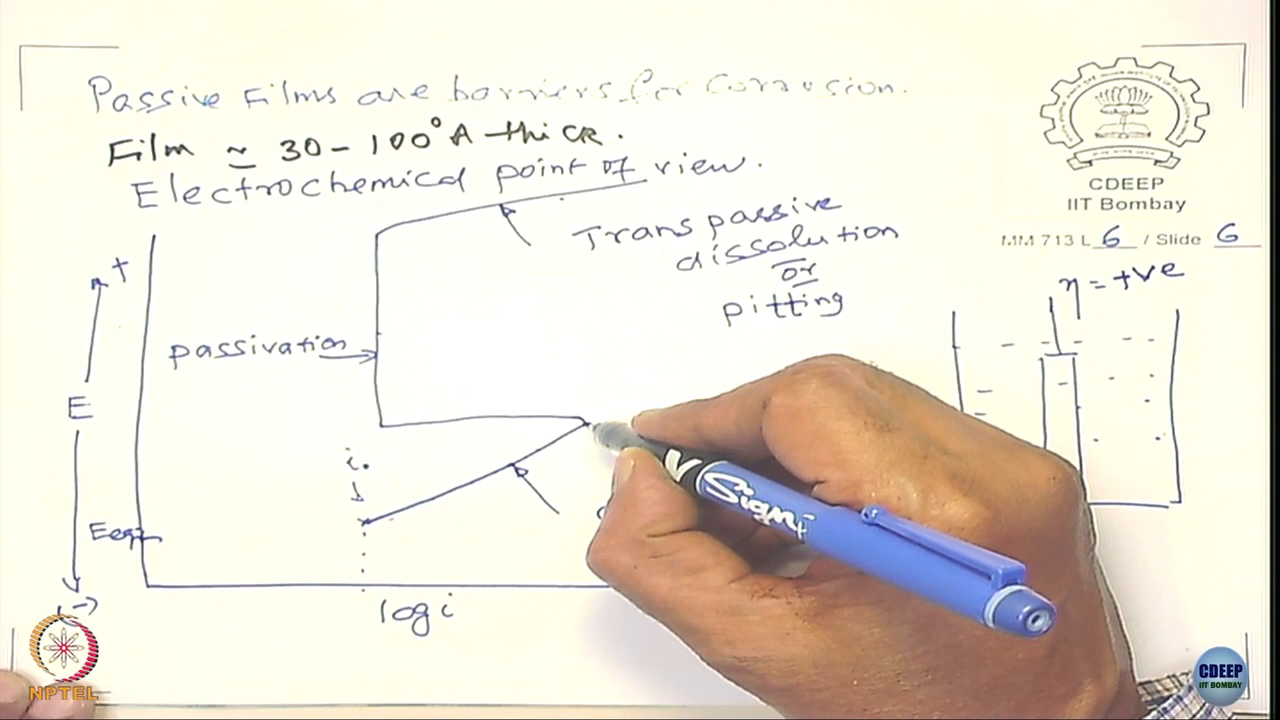 Passive Films are barriers for Corrosion.
Film ≃ 30 - 100°A thick.
Electrochemical point of view.
CDEEP
IIT Bombay
MM 713 L 6 / Slide 6
Transpassive
dissolution
or
pitting
η = +ve
+
passivation
E
i₀
Eeq
(-)
log i
Signi
NPTEL
CDEEP
IIT BOMBAY